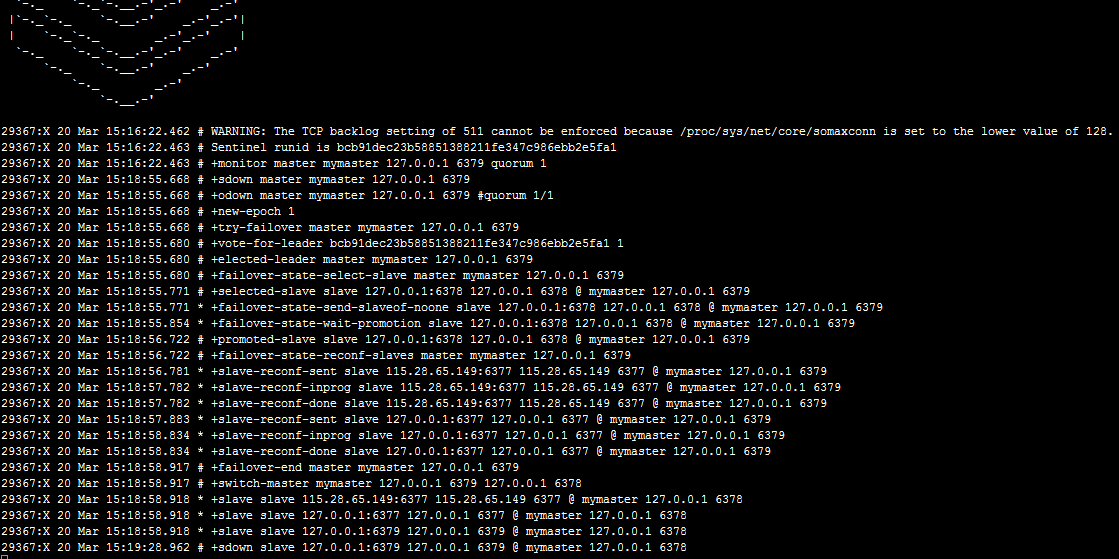 29367:X 20 Mar 15:16:22.462 # WARNING: The TCP backlog setting of 511 cannot be enforced because /proc/sys/net/core/somaxconn is set to the lower value of 128.
29367:X 20 Mar 15:16:22.463 # Sentinel runid is bcb91dec23b58851388211fe347c986ebb2e5fa1
29367:X 20 Mar 15:16:22.463 # +monitor master mymaster 127.0.0.1 6379 quorum 1
29367:X 20 Mar 15:18:55.668 # +sdown master mymaster 127.0.0.1 6379
29367:X 20 Mar 15:18:55.668 # +odown master mymaster 127.0.0.1 6379 #quorum 1/1
29367:X 20 Mar 15:18:55.668 # +new-epoch 1
29367:X 20 Mar 15:18:55.668 # +try-failover master mymaster 127.0.0.1 6379
29367:X 20 Mar 15:18:55.680 # +vote-for-leader bcb91dec23b58851388211fe347c986ebb2e5fa1 1
29367:X 20 Mar 15:18:55.680 # +elected-leader master mymaster 127.0.0.1 6379
29367:X 20 Mar 15:18:55.680 # +failover-state-select-slave master mymaster 127.0.0.1 6379
29367:X 20 Mar 15:18:55.771 # +selected-slave slave 127.0.0.1:6378 127.0.0.1 6378 @ mymaster 127.0.0.1 6379
29367:X 20 Mar 15:18:55.771 * +failover-state-send-slaveof-noone slave 127.0.0.1:6378 127.0.0.1 6378 @ mymaster 127.0.0.1 6379
29367:X 20 Mar 15:18:55.854 * +failover-state-wait-promotion slave 127.0.0.1:6378 127.0.0.1 6378 @ mymaster 127.0.0.1 6379
29367:X 20 Mar 15:18:56.722 # +promoted-slave slave 127.0.0.1:6378 127.0.0.1 6378 @ mymaster 127.0.0.1 6379
29367:X 20 Mar 15:18:56.722 # +failover-state-reconf-slaves master mymaster 127.0.0.1 6379
29367:X 20 Mar 15:18:56.781 * +slave-reconf-sent slave 115.28.65.149:6377 115.28.65.149 6377 @ mymaster 127.0.0.1 6379
29367:X 20 Mar 15:18:57.782 * +slave-reconf-inprog slave 115.28.65.149:6377 115.28.65.149 6377 @ mymaster 127.0.0.1 6379
29367:X 20 Mar 15:18:57.782 * +slave-reconf-done slave 115.28.65.149:6377 115.28.65.149 6377 @ mymaster 127.0.0.1 6379
29367:X 20 Mar 15:18:57.883 * +slave-reconf-sent slave 127.0.0.1:6377 127.0.0.1 6377 @ mymaster 127.0.0.1 6379
29367:X 20 Mar 15:18:58.834 * +slave-reconf-inprog slave 127.0.0.1:6377 127.0.0.1 6377 @ mymaster 127.0.0.1 6379
29367:X 20 Mar 15:18:58.834 * +slave-reconf-done slave 127.0.0.1:6377 127.0.0.1 6377 @ mymaster 127.0.0.1 6379
29367:X 20 Mar 15:18:58.917 # +failover-end master mymaster 127.0.0.1 6379
29367:X 20 Mar 15:18:58.917 # +switch-master mymaster 127.0.0.1 6379 127.0.0.1 6378
29367:X 20 Mar 15:18:58.918 * +slave slave 115.28.65.149:6377 115.28.65.149 6377 @ mymaster 127.0.0.1 6378
29367:X 20 Mar 15:18:58.918 * +slave slave 127.0.0.1:6377 127.0.0.1 6377 @ mymaster 127.0.0.1 6378
29367:X 20 Mar 15:18:58.918 * +slave slave 127.0.0.1:6379 127.0.0.1 6379 @ mymaster 127.0.0.1 6378
29367:X 20 Mar 15:19:28.962 # +sdown slave 127.0.0.1:6379 127.0.0.1 6379 @ mymaster 127.0.0.1 6378